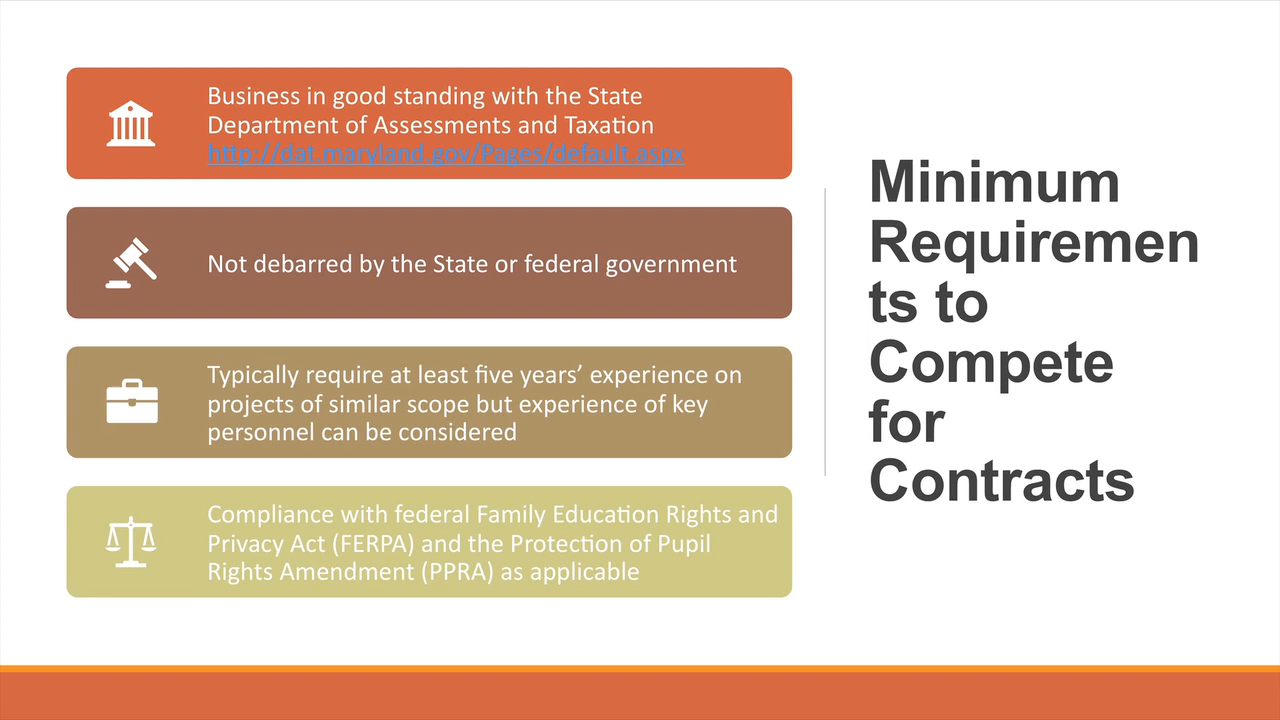 Business in good standing with the State
Department of Assessments and Taxation
http://dat.maryland.gov/Pages/default.aspx
Not debarred by the State or federal government
Typically require at least five years’ experience on
projects of similar scope but experience of key
personnel can be considered
Compliance with federal Family Education Rights and
Privacy Act (FERPA) and the Protection of Pupil
Rights Amendment (PPRA) as applicable
Minimum
Requiremen
ts to
Compete
for
Contracts